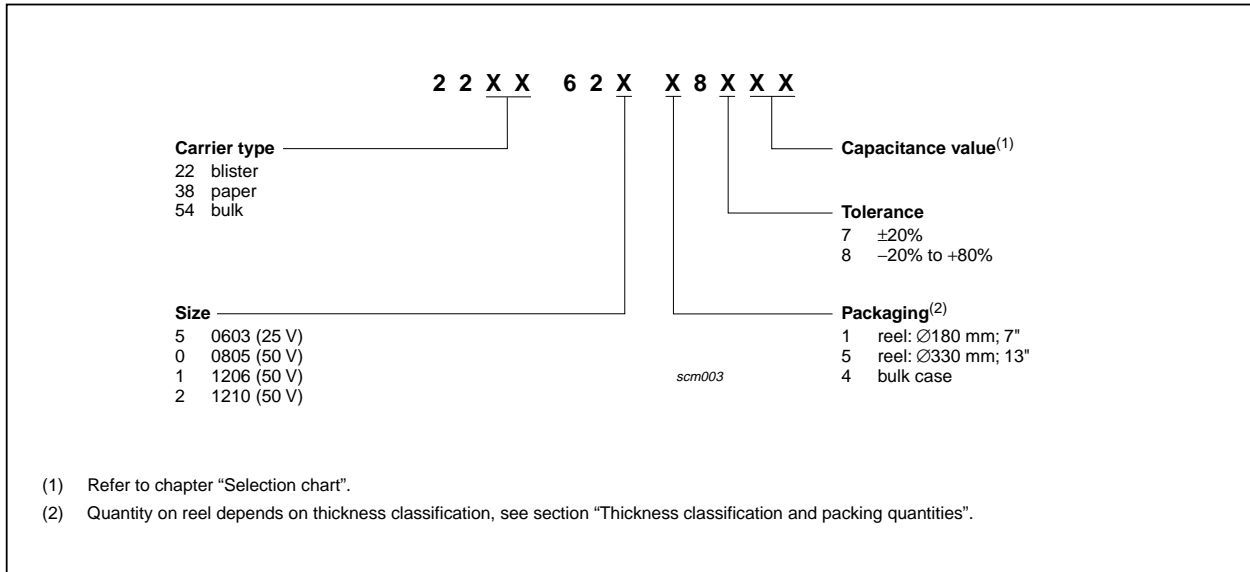 2 2 X X 6 2 X X 8 X X X
Carrier type
22 blister
38 paper
54 bulk
Capacitance value(1)
Tolerance
7 ±20%
8 −20% to +80%
Size
5 0603 (25 V)
0 0805 (50 V)
1 1206 (50 V)
2 1210 (50 V)
Packaging(2)
1 reel: ∅180 mm; 7"
5 reel: ∅330 mm; 13"
4 bulk case
scm003
(1) Refer to chapter “Selection chart”.
(2) Quantity on reel depends on thickness classification, see section “Thickness classification and packing quantities”.